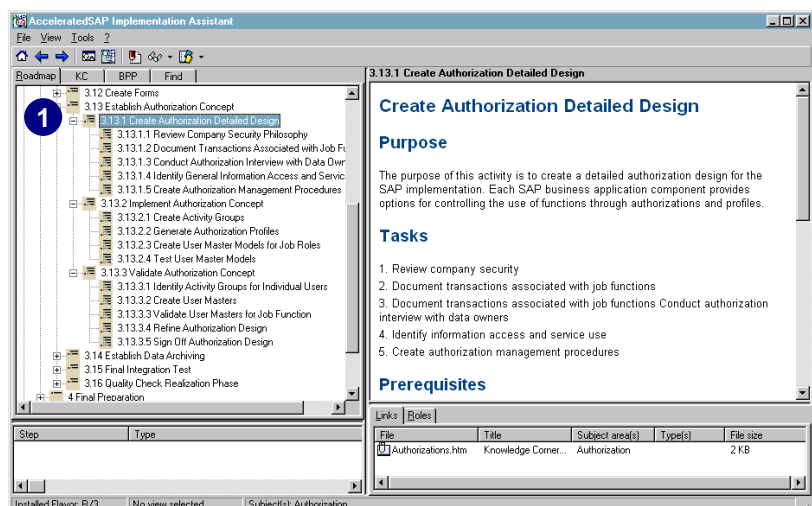 AcceleratedSAP Implementation Assistant
File View Tools ?
Roadmap KC BPP Find
3.12 Create Forms
3.13 Establish Authorization Concept
1
3.13.1 Create Authorization Detailed Design
3.13.1.1 Review Company Security Philosophy
3.13.1.2 Document Transactions Associated with Job Fu
3.13.1.3 Conduct Authorization Interview with Data Owr
3.13.1.4 Identify General Information Access and Servic
3.13.1.5 Create Authorization Management Procedures
3.13.2 Implement Authorization Concept
3.13.2.1 Create Activity Groups
3.13.2.2 Generate Authorization Profiles
3.13.2.3 Create User Master Models for Job Roles
3.13.2.4 Test User Master Models
3.13.3 Validate Authorization Concept
3.13.3.1 Identify Activity Groups for Individual Users
3.13.3.2 Create User Masters
3.13.3.3 Validate User Masters for Job Function
3.13.3.4 Refine Authorization Design
3.13.3.5 Sign Off Authorization Design
3.14 Establish Data Archiving
3.15 Final Integration Test
3.16 Quality Check Realization Phase
4 Final Preparation
Step Type
3.13.1 Create Authorization Detailed Design
Create Authorization Detailed Design
Purpose
The purpose of this activity is to create a detailed authorization design for the
SAP implementation. Each SAP business application component provides
options for controlling the use of functions through authorizations and profiles.
Tasks
1. Review company security
2. Document transactions associated with job functions
3. Document transactions associated with job functions Conduct authorization
interview with data owners
4. Identify information access and service use
5. Create authorization management procedures
Prerequisites
Links Roles
File Title Subject area(s) Type(s) File size
Authorizations.htm Knowledge Corner... Authorization 2 KB
Installed Flavor: R/3 No view selected Subject(s): Authorization